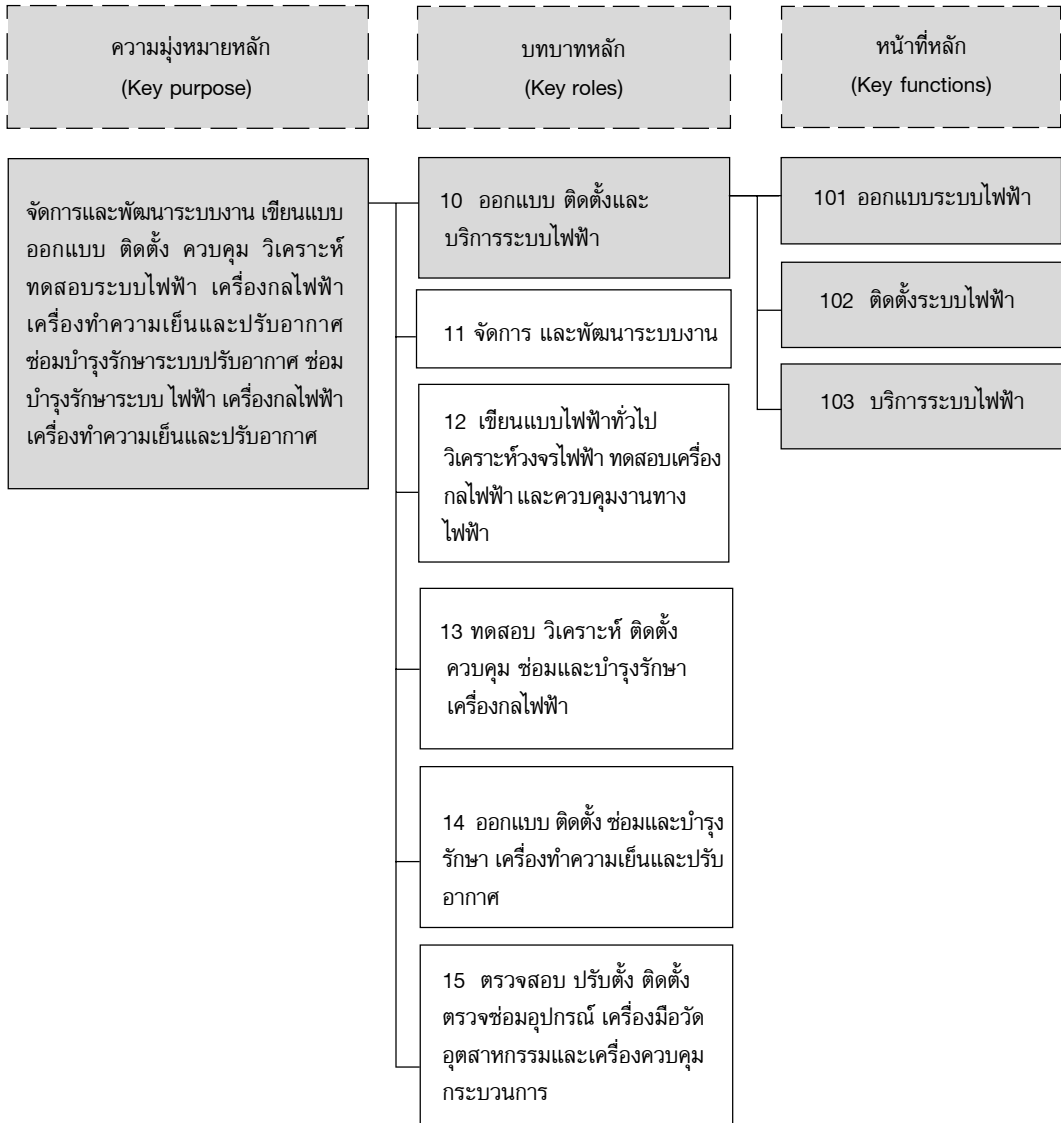 ความมุ่งหมายหลัก
(Key purpose)
บทบาทหลัก
(Key roles)
หน้าที่หลัก
(Key functions)
จัดการและพัฒนาระบบงาน เขียนแบบ
ออกแบบ ติดตั้ง ควบคุม วิเคราะห์
ทดสอบระบบไฟฟ้า เครื่องกลไฟฟ้า
เครื่องทำความเย็นและปรับอากาศ
ซ่อมบำรุงรักษาระบบปรับอากาศ ซ่อม
บำรุงรักษาระบบ ไฟฟ้า เครื่องกลไฟฟ้า
เครื่องทำความเย็นและปรับอากาศ
10 ออกแบบ ติดตั้งและ
บริการระบบไฟฟ้า
11 จัดการ และพัฒนาระบบงาน
12 เขียนแบบไฟฟ้าทั่วไป
วิเคราะห์วงจรไฟฟ้า ทดสอบเครื่อง
กลไฟฟ้า และควบคุมงานทาง
ไฟฟ้า
13 ทดสอบ วิเคราะห์ ติดตั้ง
ควบคุม ซ่อมและบำรุงรักษา
เครื่องกลไฟฟ้า
14 ออกแบบ ติดตั้ง ซ่อมและบำรุง
รักษา เครื่องทำความเย็นและปรับ
อากาศ
15 ตรวจสอบ ปรับตั้ง ติดตั้ง
ตรวจซ่อมอุปกรณ์ เครื่องมือวัด
อุตสาหกรรมและเครื่องควบคุม
กระบวนการ
101 ออกแบบระบบไฟฟ้า
102 ติดตั้งระบบไฟฟ้า
103 บริการระบบไฟฟ้า